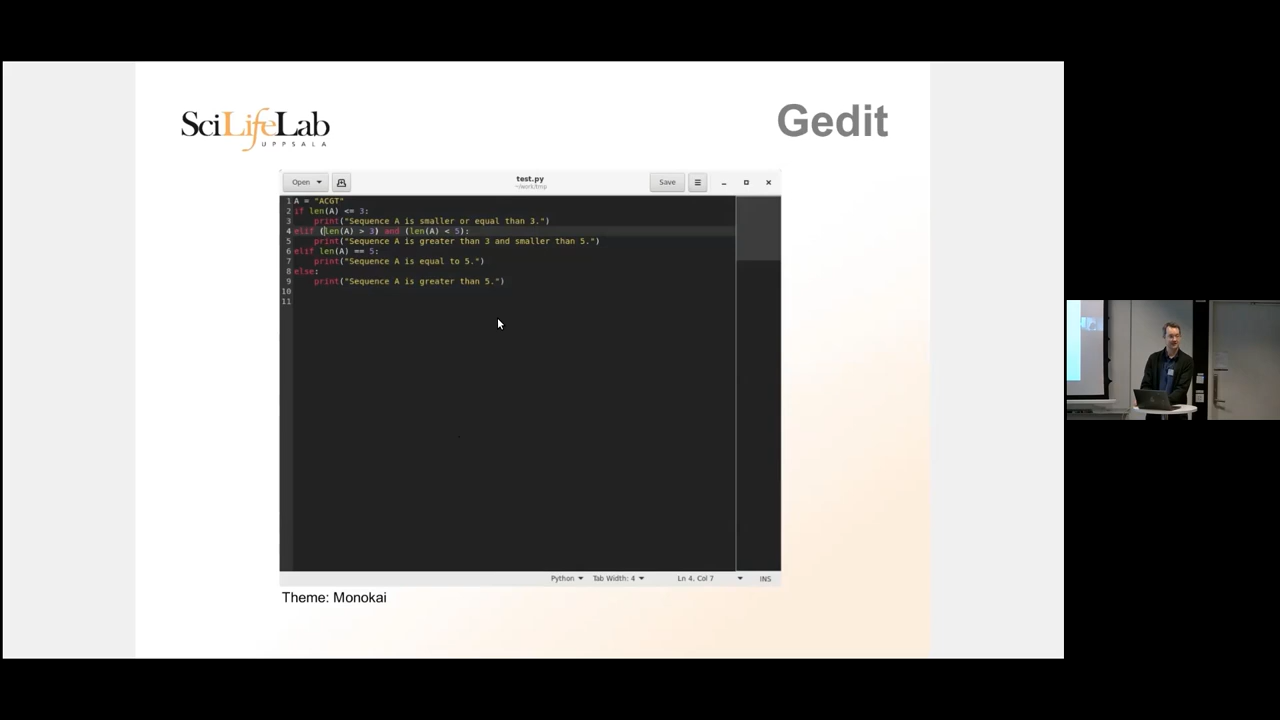 SciLifeLab
UPPSALA
Gedit
Open
test.py
~/work/tmp
Save
1 A = "ACGT"
2 if len(A) <= 3:
3     print("Sequence A is smaller or equal than 3.")
4 elif (len(A) > 3) and (len(A) < 5):
5     print("Sequence A is greater than 3 and smaller than 5.")
6 elif len(A) == 5:
7     print("Sequence A is equal to 5.")
8 else:
9     print("Sequence A is greater than 5.")
10
11
Python Tab Width: 4 Ln 4, Col 7 INS
Theme: Monokai